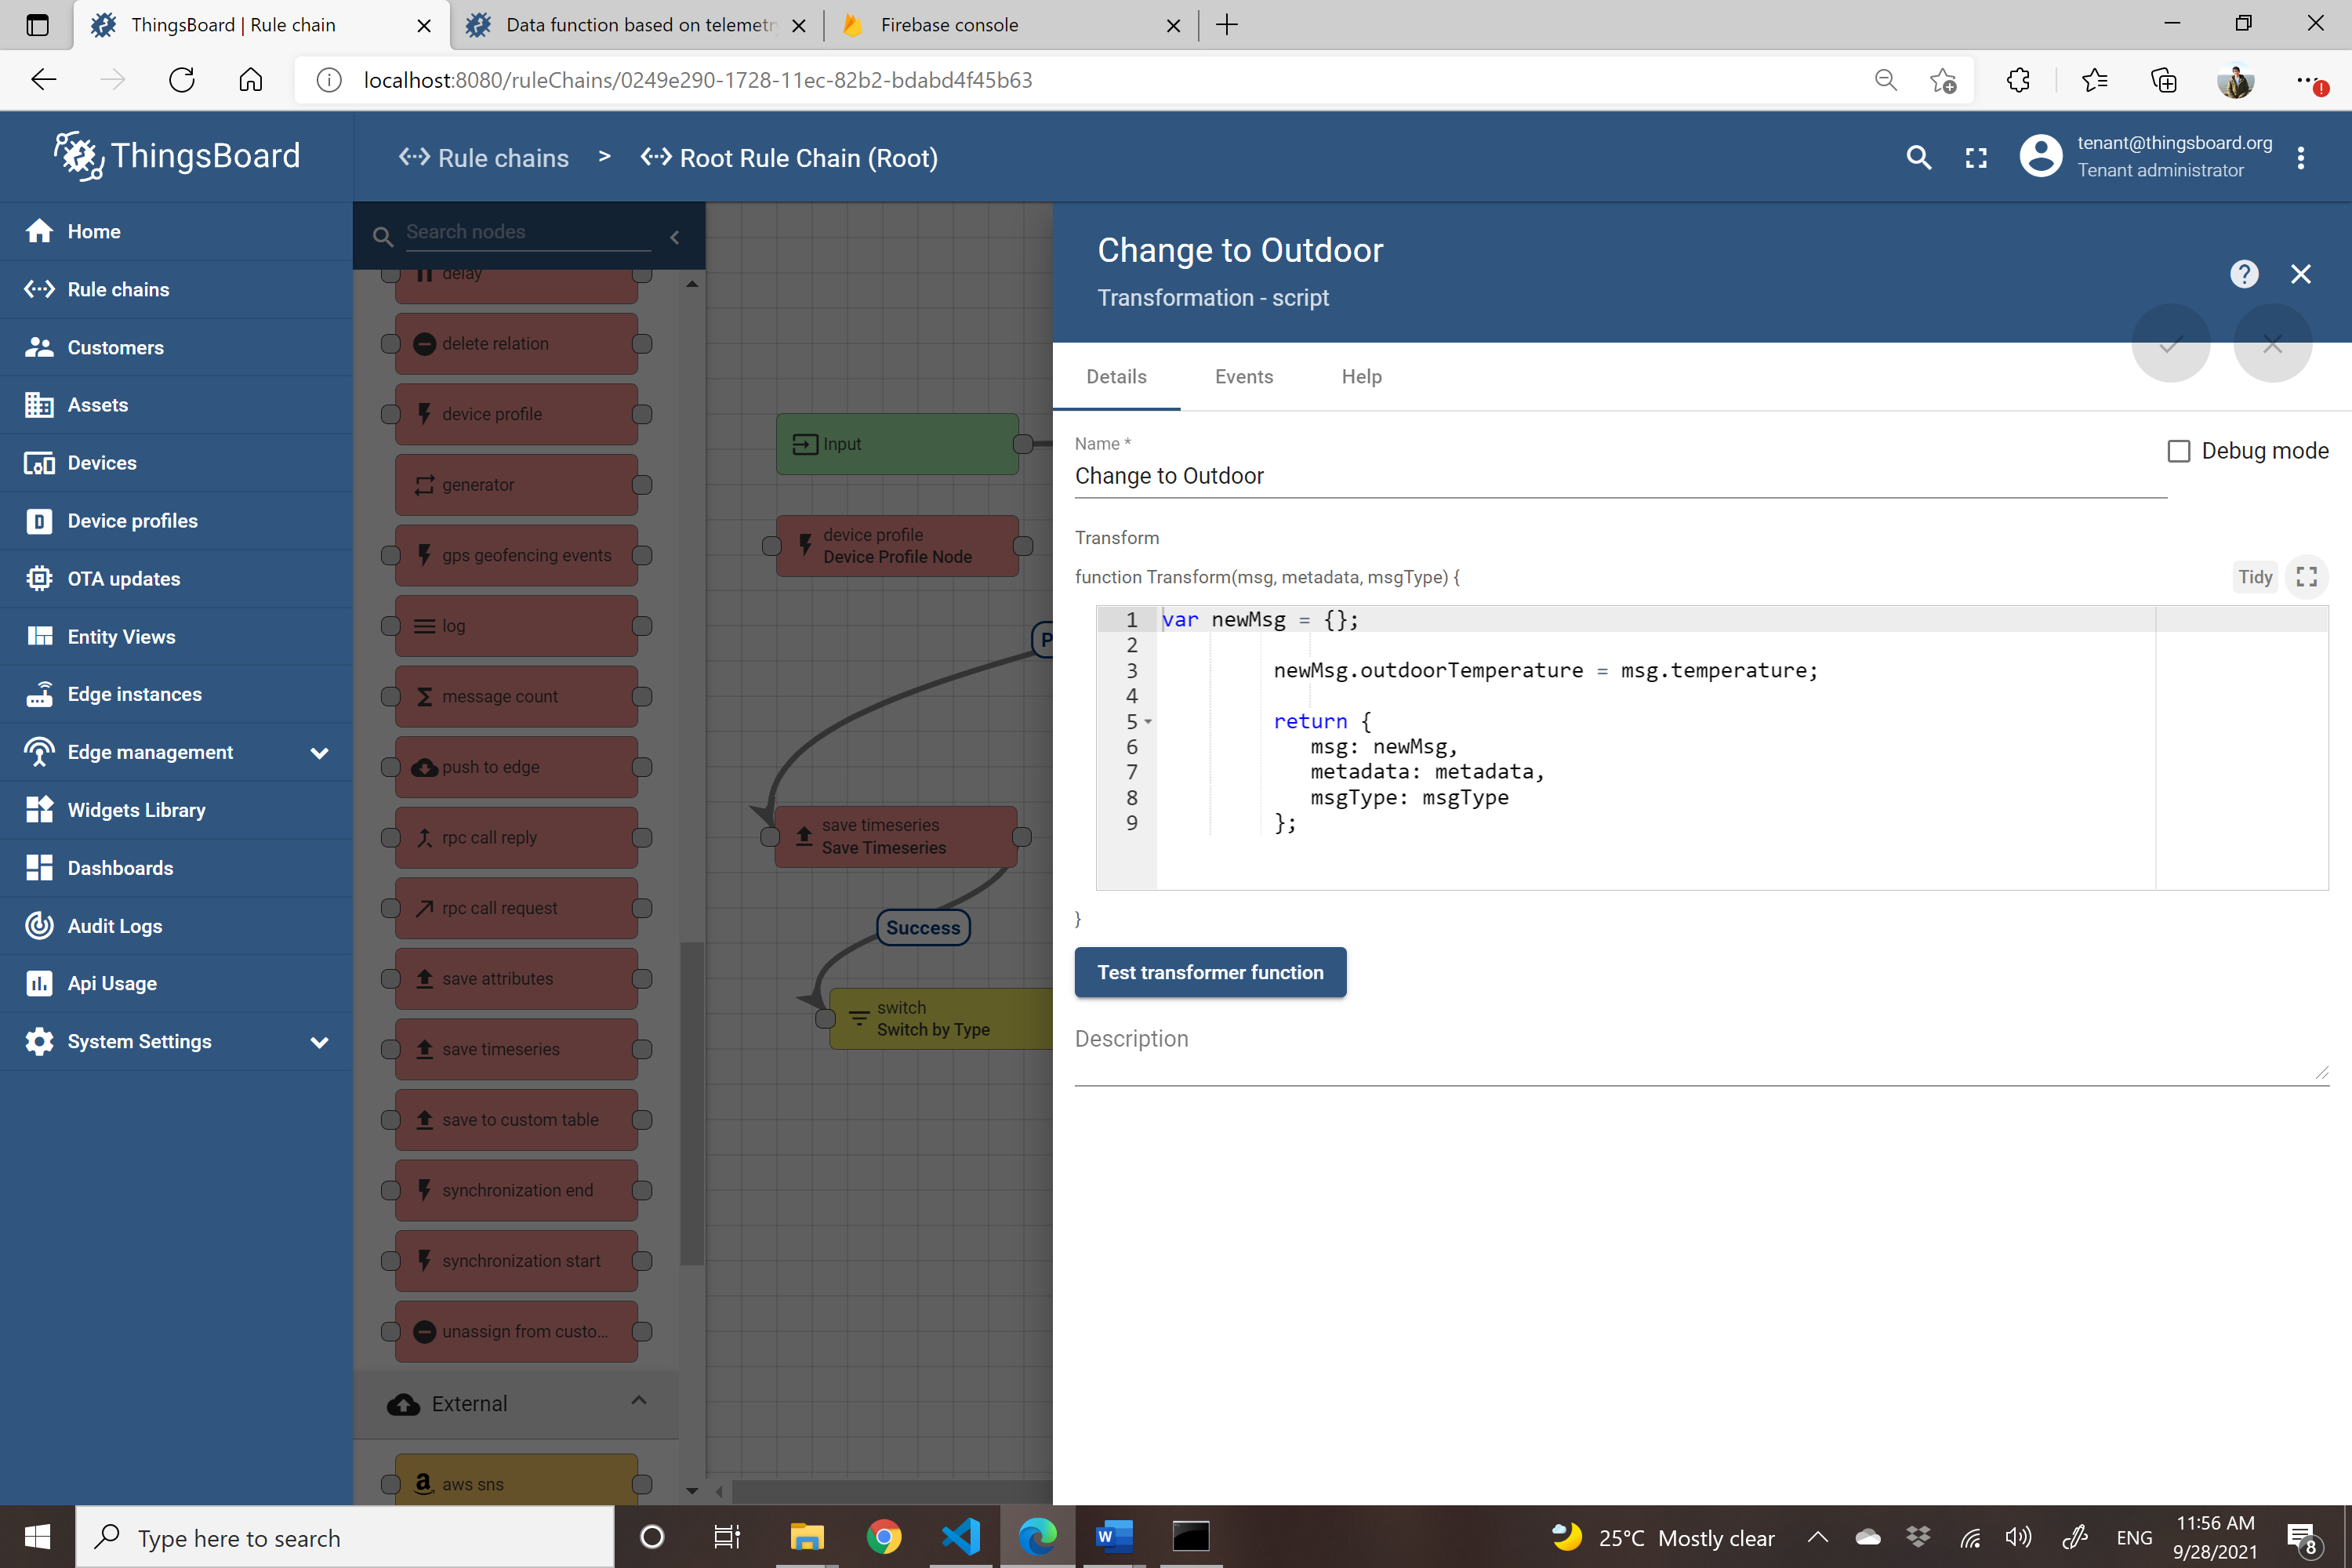 ThingsBoard | Rule chain
Data function based on telemetry
Firebase console
localhost:8080/ruleChains/0249e290-1728-11ec-82b2-bdabd4f45b63
ThingsBoard
Rule chains > Root Rule Chain (Root)
tenant@thingsboard.org
Tenant administrator
Home
Rule chains
Customers
Assets
Devices
Device profiles
OTA updates
Entity Views
Edge instances
Edge management
Widgets Library
Dashboards
Audit Logs
Api Usage
System Settings
Search nodes
delay
delete relation
device profile
generator
gps geofencing events
log
message count
push to edge
rpc call reply
rpc call request
save attributes
save timeseries
save to custom table
synchronization end
synchronization start
unassign from custo...
External
aws sns
Input
device profile
Device Profile Node
P
save timeseries
Save Timeseries
Success
switch
Switch by Type
Change to Outdoor
Transformation - script
Details
Events
Help
Name *
Change to Outdoor
Debug mode
Transform
function Transform(msg, metadata, msgType) {
Tidy
1 var newMsg = {};
2
3 newMsg.outdoorTemperature = msg.temperature;
4
5 return {
6 msg: newMsg,
7 metadata: metadata,
8 msgType: msgType
9 };
}
Test transformer function
Description
Type here to search
25°C Mostly clear
ENG
11:56 AM
9/28/2021
8